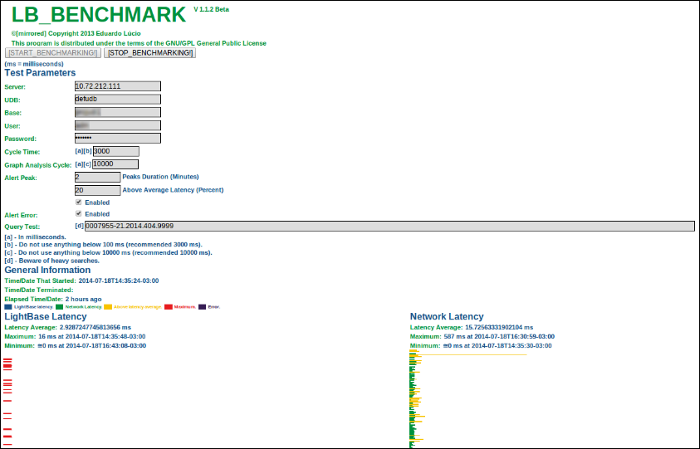 LB_BENCHMARK V 1.1.2 Beta
©[mirrored] Copyright 2013 Eduardo Lúcio
This program is distributed under the terms of the GNU/GPL General Public License
[START_BENCHMARKING!] [STOP_BENCHMARKING!]
(ms = milliseconds)
Test Parameters
Server: 10.72.212.111
UDB: defudb
Base:
User:
Password: •••••••
Cycle Time: [a][b] 3000
Graph Analysis Cycle: [a][c] 10000
Alert Peak: 2 Peaks Duration (Minutes)
20 Above Average Latency (Percent)
Enabled
Alert Error: Enabled
Query Test: [d] 0007955-21.2014.404.9999
[a] - In milliseconds.
[b] - Do not use anything below 100 ms (recommended 3000 ms).
[c] - Do not use anything below 10000 ms (recommended 10000 ms).
[d] - Beware of heavy searches.
General Information
Time/Date That Started: 2014-07-18T14:35:24-03:00
Time/Date Terminated:
Elapsed Time/Date: 2 hours ago
LightBase latency. Network Latency. Above latency average. Maximum. Error.
LightBase Latency
Latency Average: 2.9287247745813656 ms
Maximum: 16 ms at 2014-07-18T14:35:48-03:00
Minimum: ≅0 ms at 2014-07-18T16:43:08-03:00
Network Latency
Latency Average: 15.72563331902104 ms
Maximum: 587 ms at 2014-07-18T16:30:59-03:00
Minimum: ≅0 ms at 2014-07-18T14:35:30-03:00